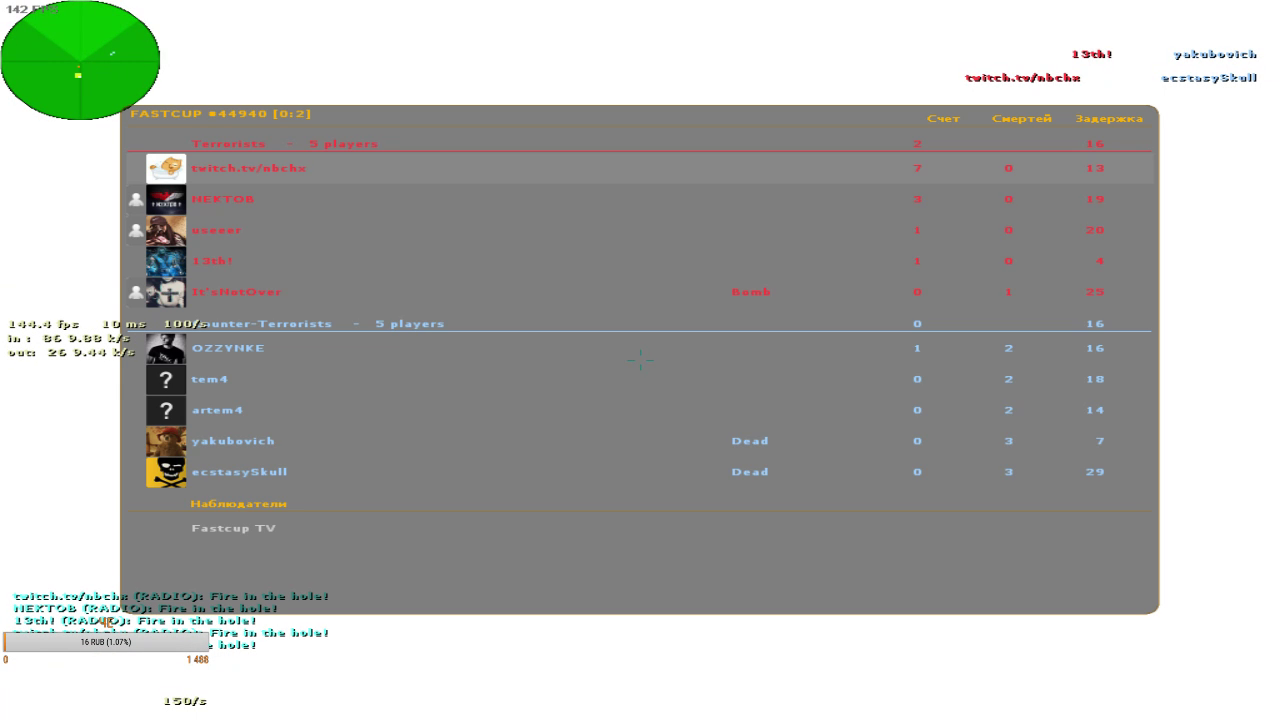 142 FPS
13th! yakubovich
twitch.tv/nbchx ecstasySkull
FASTCUP #44940 [0:2]
Счет Смертей Задержка
Terrorists - 5 players 2 16
twitch.tv/nbchx 7 0 13
NEKTOB 3 0 19
useeer 1 0 20
13th! 1 0 4
It'sNotOver Bomb 0 1 25
144.4 fps 10 ms 100/s
ounter-Terrorists - 5 players 0 16
in : 86 9.88 k/s
out: 26 9.44 k/s
OZZYNKE 1 2 16
? tem4 0 2 18
? artem4 0 2 14
yakubovich Dead 0 3 7
ecstasySkull Dead 0 3 29
Наблюдатели
Fastcup TV
twitch.tv/nbchx (RADIO): Fire in the hole!
NEKTOB (RADIO): Fire in the hole!
13th! (RADIO): Fire in the hole!
twitch.tv/nbchx (RADIO): Fire in the hole!
hole!
16 RUB (1.07%)
0 1 488
150/s